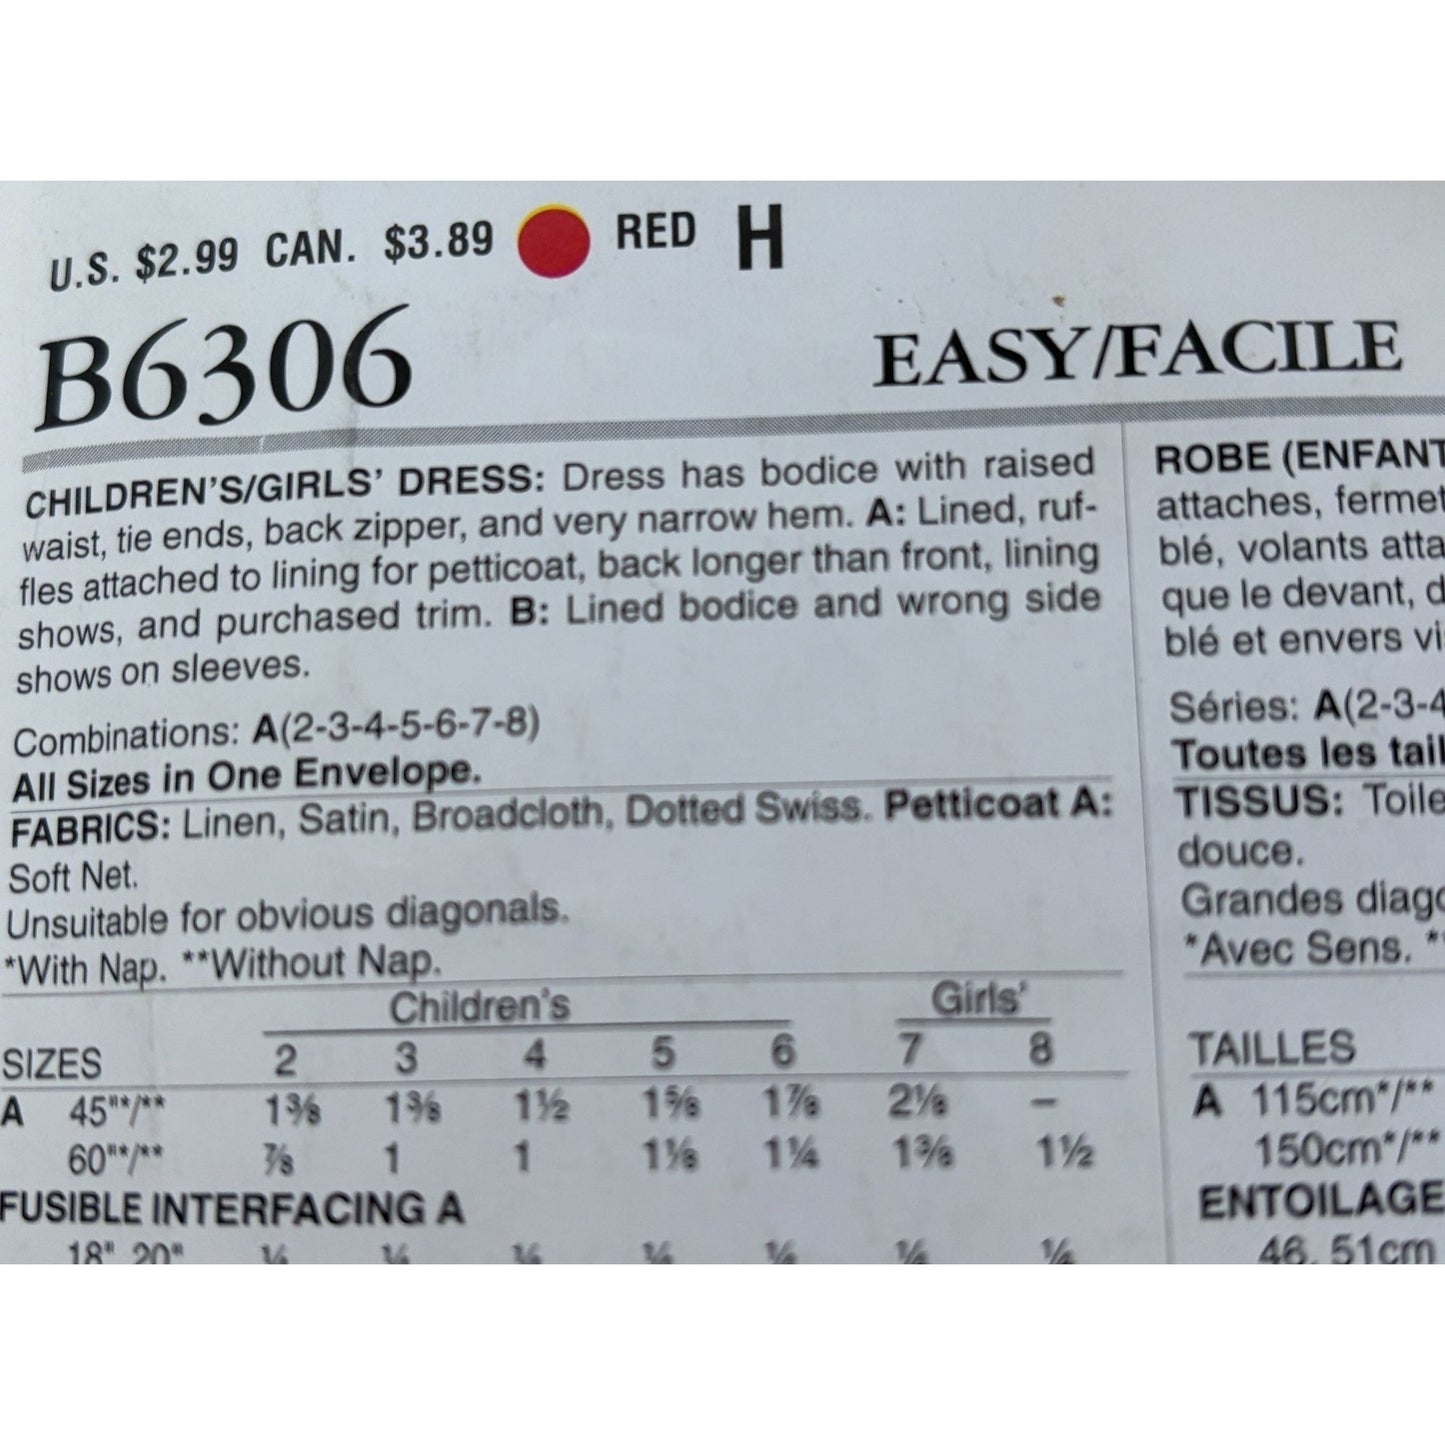 U.S. $2.99 CAN. $3.89 RED H
B6306
EASY/FACILE
CHILDREN'S/GIRLS' DRESS: Dress has bodice with raised
waist, tie ends, back zipper, and very narrow hem. A: Lined, ruf-
fles attached to lining for petticoat, back longer than front, lining
shows, and purchased trim. B: Lined bodice and wrong side
shows on sleeves.
Combinations: A(2-3-4-5-6-7-8)
All Sizes in One Envelope.
FABRICS: Linen, Satin, Broadcloth, Dotted Swiss. Petticoat A:
Soft Net.
Unsuitable for obvious diagonals.
*With Nap. **Without Nap.
Children's Girls'
SIZES 2 3 4 5 6 7 8
A 45"*/** 1⅜ 1⅜ 1½ 1⅝ 1⅞ 2⅛ –
60"*/** ⅞ 1 1 1⅛ 1¼ 1⅜ 1½
FUSIBLE INTERFACING A
18" 20"
ROBE (ENFANT
attaches, fermet
blé, volants atta
que le devant, d
blé et envers vi
Séries: A(2-3-4
Toutes les tail
TISSUS: Toile
douce.
Grandes diago
*Avec Sens. *
TAILLES
A 115cm*/**
150cm*/**
ENTOILAGE
46, 51cm